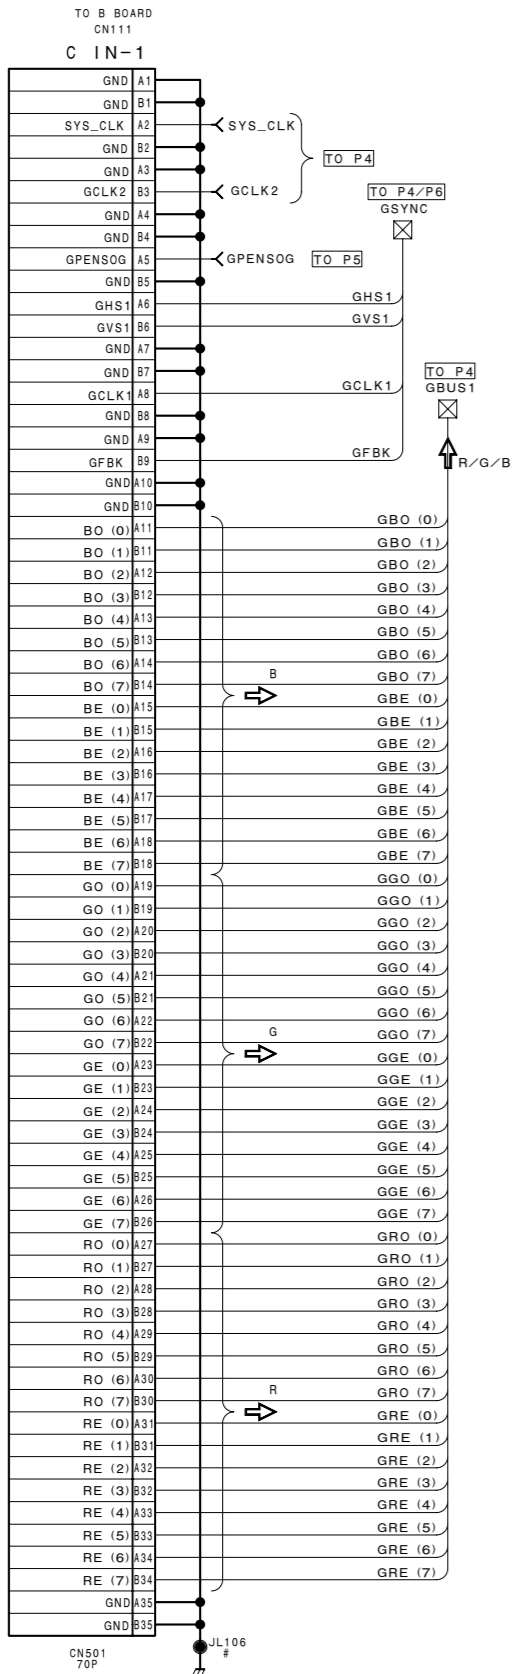 TO B BOARD
CN111
C IN-1
GND A1
GND B1
SYS_CLK A2 SYS_CLK
GND B2
GND A3 TO P4
GCLK2 B3 GCLK2 TO P4/P6
GND A4 GSYNC
GND B4
GPENSOG A5 GPENSOG TO P5
GND B5
GHS1 A6 GHS1
GVS1 B6 GVS1
GND A7
GND B7 TO P4
GCLK1 A8 GCLK1 GBUS1
GND B8
GND A9
GFBK B9 GFBK R/G/B
GND A10
GND B10
BO (0) A11 GBO (0)
BO (1) B11 GBO (1)
BO (2) A12 GBO (2)
BO (3) B12 GBO (3)
BO (4) A13 GBO (4)
BO (5) B13 GBO (5)
BO (6) A14 GBO (6)
BO (7) B14 B GBO (7)
BE (0) A15 GBE (0)
BE (1) B15 GBE (1)
BE (2) A16 GBE (2)
BE (3) B16 GBE (3)
BE (4) A17 GBE (4)
BE (5) B17 GBE (5)
BE (6) A18 GBE (6)
BE (7) B18 GBE (7)
GO (0) A19 GGO (0)
GO (1) B19 GGO (1)
GO (2) A20 GGO (2)
GO (3) B20 GGO (3)
GO (4) A21 GGO (4)
GO (5) B21 GGO (5)
GO (6) A22 GGO (6)
GO (7) B22 G GGO (7)
GE (0) A23 GGE (0)
GE (1) B23 GGE (1)
GE (2) A24 GGE (2)
GE (3) B24 GGE (3)
GE (4) A25 GGE (4)
GE (5) B25 GGE (5)
GE (6) A26 GGE (6)
GE (7) B26 GGE (7)
RO (0) A27 GRO (0)
RO (1) B27 GRO (1)
RO (2) A28 GRO (2)
RO (3) B28 GRO (3)
RO (4) A29 GRO (4)
RO (5) B29 GRO (5)
RO (6) A30 GRO (6)
RO (7) B30 R GRO (7)
RE (0) A31 GRE (0)
RE (1) B31 GRE (1)
RE (2) A32 GRE (2)
RE (3) B32 GRE (3)
RE (4) A33 GRE (4)
RE (5) B33 GRE (5)
RE (6) A34 GRE (6)
RE (7) B34 GRE (7)
GND A35
GND B35
CN501 JL106
70P #